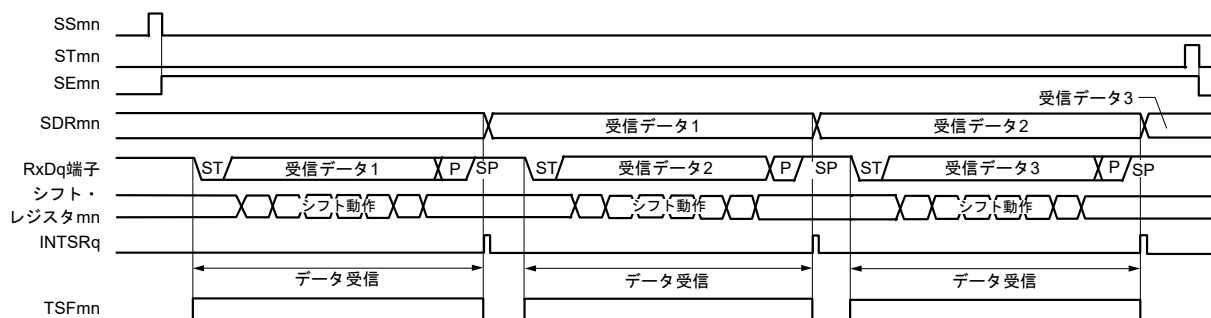 SSmn
STmn
SEmn
受信データ3
SDRmn 受信データ1 受信データ2
RxDq端子 ST 受信データ1 P SP ST 受信データ2 P SP ST 受信データ3 P SP
シフト・
レジスタmn シフト動作 シフト動作 シフト動作
INTSRq
データ受信 データ受信 データ受信
TSFmn